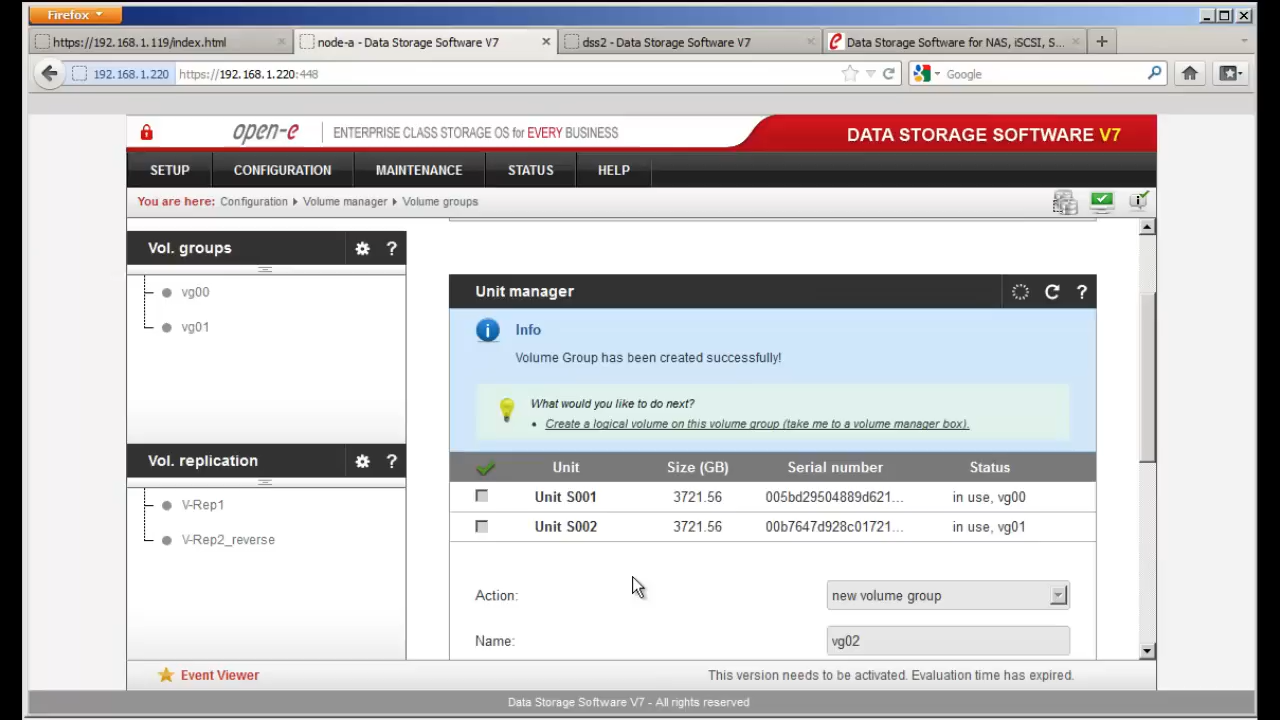 Firefox
https://192.168.1.119/index.html
node-a - Data Storage Software V7
dss2 - Data Storage Software V7
Data Storage Software for NAS, iSCSI, S...
192.168.1.220
https://192.168.1.220:448
Google
open-e
ENTERPRISE CLASS STORAGE OS for EVERY BUSINESS
DATA STORAGE SOFTWARE V7
SETUP
CONFIGURATION
MAINTENANCE
STATUS
HELP
You are here: Configuration Volume manager Volume groups
Vol. groups
?
vg00
vg01
Vol. replication
?
V-Rep1
V-Rep2_reverse
Unit manager
?
Info
Volume Group has been created successfully!
What would you like to do next?
• Create a logical volume on this volume group (take me to a volume manager box).
Unit Size (GB) Serial number Status
Unit S001 3721.56 005bd29504889d621... in use, vg00
Unit S002 3721.56 00b7647d928c01721... in use, vg01
Action: new volume group
Name: vg02
Event Viewer
This version needs to be activated. Evaluation time has expired.
Data Storage Software V7 - All rights reserved